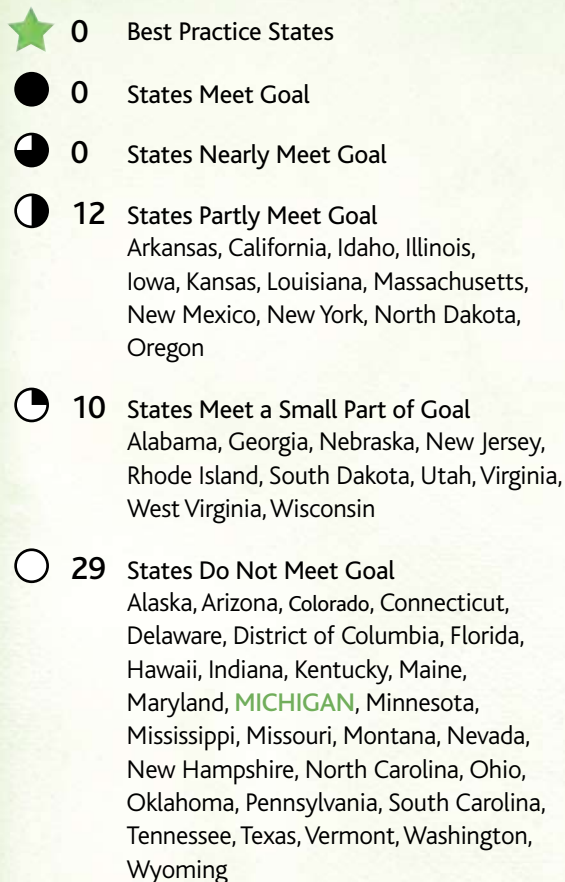 0 Best Practice States
0 States Meet Goal
0 States Nearly Meet Goal
12 States Partly Meet Goal
Arkansas, California, Idaho, Illinois,
Iowa, Kansas, Louisiana, Massachusetts,
New Mexico, New York, North Dakota,
Oregon
10 States Meet a Small Part of Goal
Alabama, Georgia, Nebraska, New Jersey,
Rhode Island, South Dakota, Utah, Virginia,
West Virginia, Wisconsin
29 States Do Not Meet Goal
Alaska, Arizona, Colorado, Connecticut,
Delaware, District of Columbia, Florida,
Hawaii, Indiana, Kentucky, Maine,
Maryland, MICHIGAN, Minnesota,
Mississippi, Missouri, Montana, Nevada,
New Hampshire, North Carolina, Ohio,
Oklahoma, Pennsylvania, South Carolina,
Tennessee, Texas, Vermont, Washington,
Wyoming